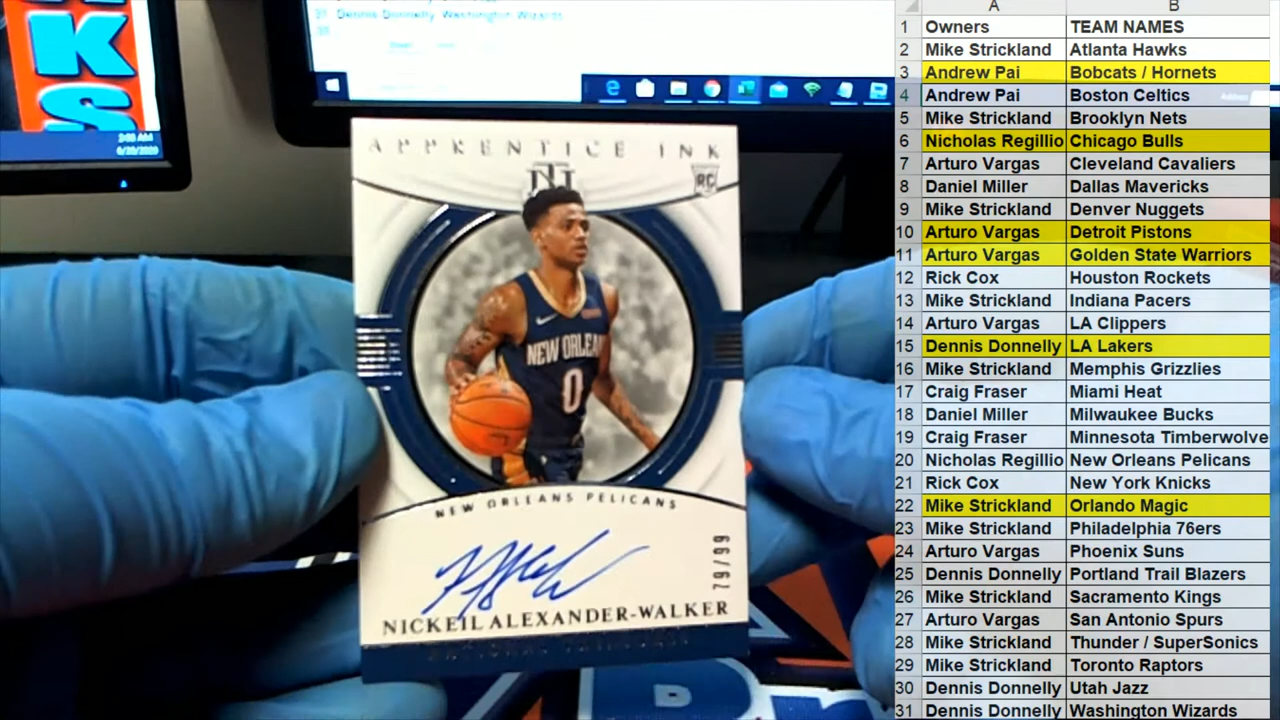 K
S
6/20/2020
31 Dennis Donnelly Washington Wizards
APPRENTICE INK
NT
RC
NEW ORLEANS
0
NEW ORLEANS PELICANS
79/99
NICKEIL ALEXANDER-WALKER
A B
1 Owners TEAM NAMES
2 Mike Strickland Atlanta Hawks
3 Andrew Pai Bobcats / Hornets
4 Andrew Pai Boston Celtics
5 Mike Strickland Brooklyn Nets
6 Nicholas Regillio Chicago Bulls
7 Arturo Vargas Cleveland Cavaliers
8 Daniel Miller Dallas Mavericks
9 Mike Strickland Denver Nuggets
10 Arturo Vargas Detroit Pistons
11 Arturo Vargas Golden State Warriors
12 Rick Cox Houston Rockets
13 Mike Strickland Indiana Pacers
14 Arturo Vargas LA Clippers
15 Dennis Donnelly LA Lakers
16 Mike Strickland Memphis Grizzlies
17 Craig Fraser Miami Heat
18 Daniel Miller Milwaukee Bucks
19 Craig Fraser Minnesota Timberwolve
20 Nicholas Regillio New Orleans Pelicans
21 Rick Cox New York Knicks
22 Mike Strickland Orlando Magic
23 Mike Strickland Philadelphia 76ers
24 Arturo Vargas Phoenix Suns
25 Dennis Donnelly Portland Trail Blazers
26 Mike Strickland Sacramento Kings
27 Arturo Vargas San Antonio Spurs
28 Mike Strickland Thunder / SuperSonics
29 Mike Strickland Toronto Raptors
30 Dennis Donnelly Utah Jazz
31 Dennis Donnelly Washington Wizards